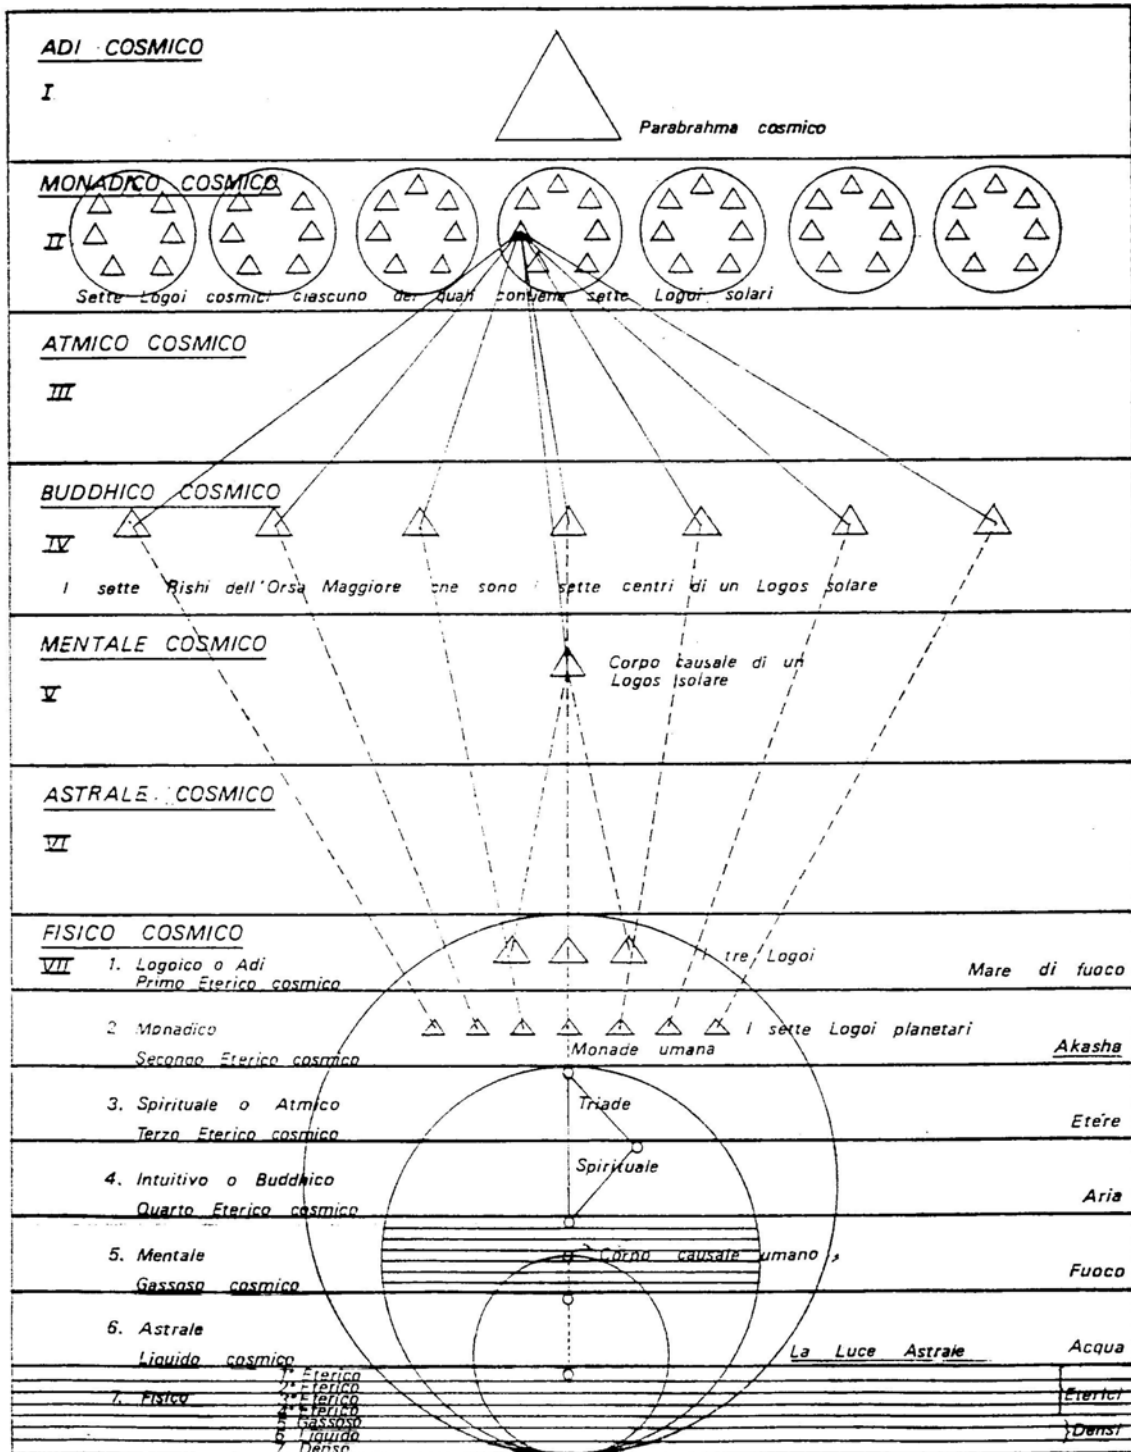 ADI COSMICO
I
Parabrahma cosmico
MONADICO COSMICO
II
Sette Logoi cosmici ciascuno dei quali contiene sette Logoi solari
ATMICO COSMICO
III
BUDDHICO COSMICO
IV
I sette Rishi dell'Orsa Maggiore che sono i sette centri di un Logos solare
MENTALE COSMICO
Corpo causale di un
Logos solare
V
ASTRALE COSMICO
VI
FISICO COSMICO
VII
1. Logoico o Adi
I tre Logoi
Mare di fuoco
Primo Eterico cosmico
2 Monadico
I sette Logoi planetari
Monade umana
Akasha
Secondo Eterico cosmico
3. Spirituale o Atmico
Triade
Etere
Terzo Eterico cosmico
4. Intuitivo o Buddhico
Spirituale
Aria
Quarto Eterico cosmico
5. Mentale
Corpo causale umano
Fuoco
Gassoso cosmico
6. Astrale
Acqua
Liquido cosmico
La Luce Astrale
7. Fisico
1° Eterico
2° Eterico
3° Eterico
4° Eterico
Eterici
5 Gassoso
6 Liquido
Densi
7 Denso